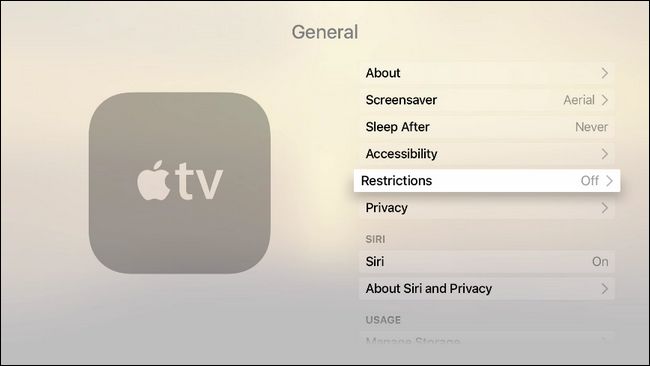 General
tv
About
Screensaver Aerial
Sleep After Never
Accessibility
Restrictions Off
Privacy
SIRI
Siri On
About Siri and Privacy
USAGE
Manage Storage